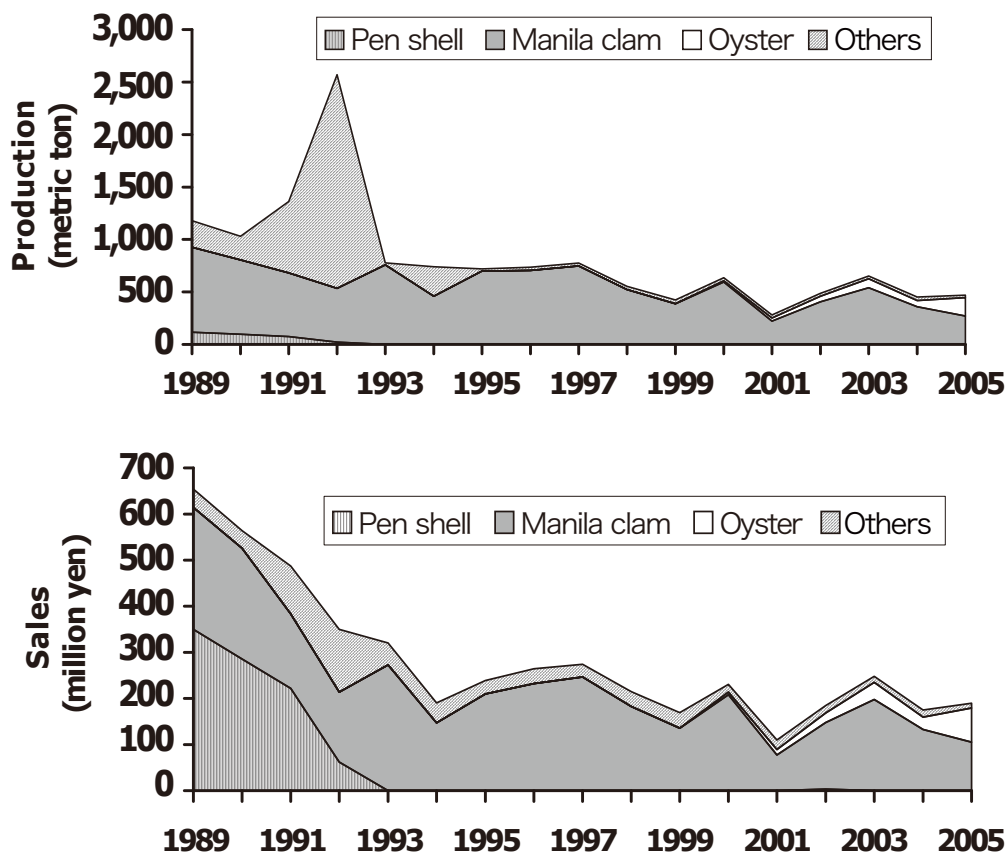 3,000
2,500
2,000
1,500
1,000
500
0
Production
(metric ton)
Pen shell Manila clam Oyster Others
1989 1991 1993 1995 1997 1999 2001 2003 2005
700
600
500
400
300
200
100
0
Sales
(million yen)
Pen shell Manila clam Oyster Others
1989 1991 1993 1995 1997 1999 2001 2003 2005